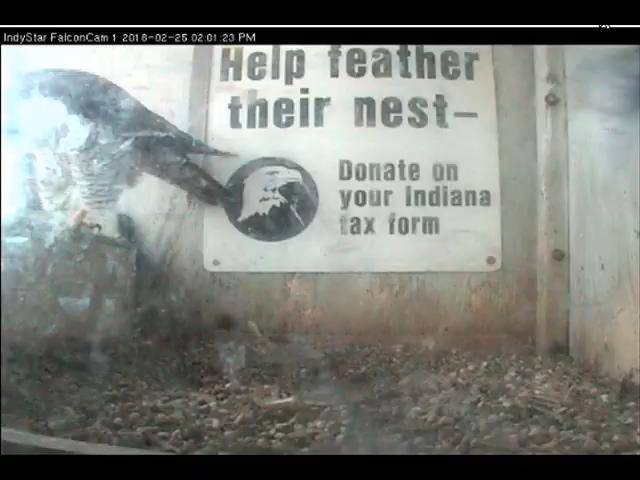 IndyStar FalconCam 1 2018-02-25 02:01:23 PM
Help feather
their nest–
Donate on
your Indiana
tax form